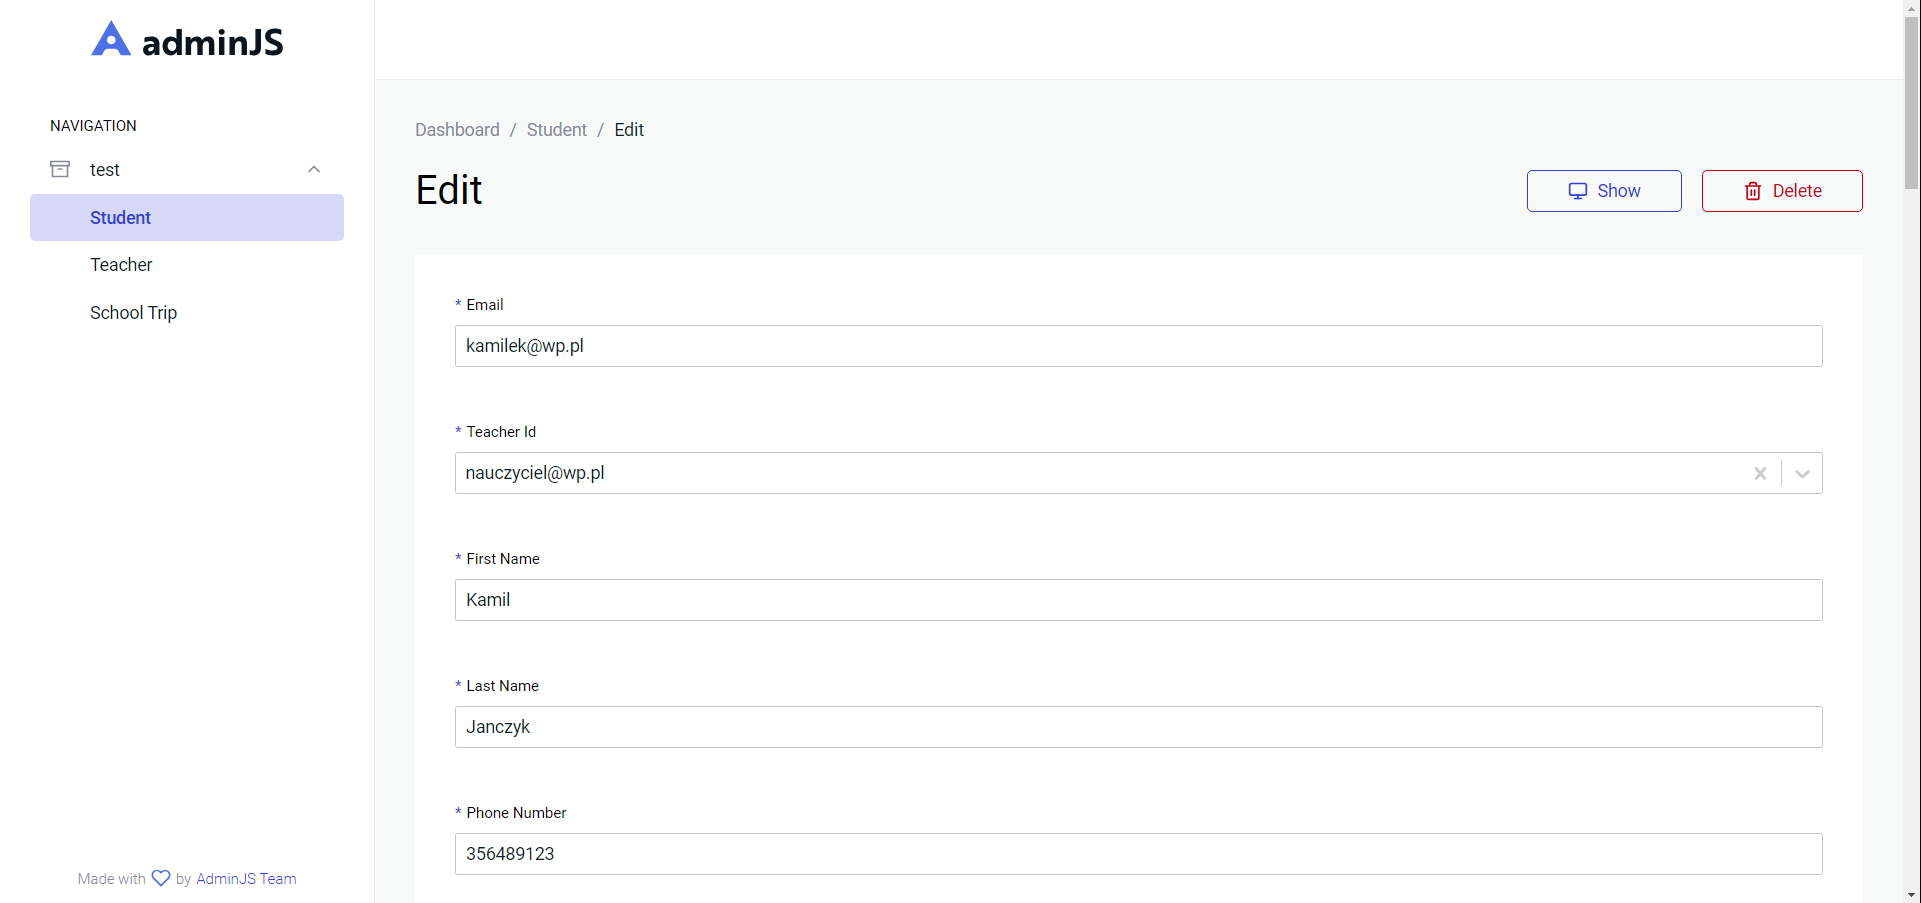 adminJS
NAVIGATION
test
Student
Teacher
School Trip
Made with by AdminJS Team
Dashboard / Student / Edit
Edit
Show
Delete
* Email
kamilek@wp.pl
* Teacher Id
nauczyciel@wp.pl
* First Name
Kamil
* Last Name
Janczyk
* Phone Number
356489123